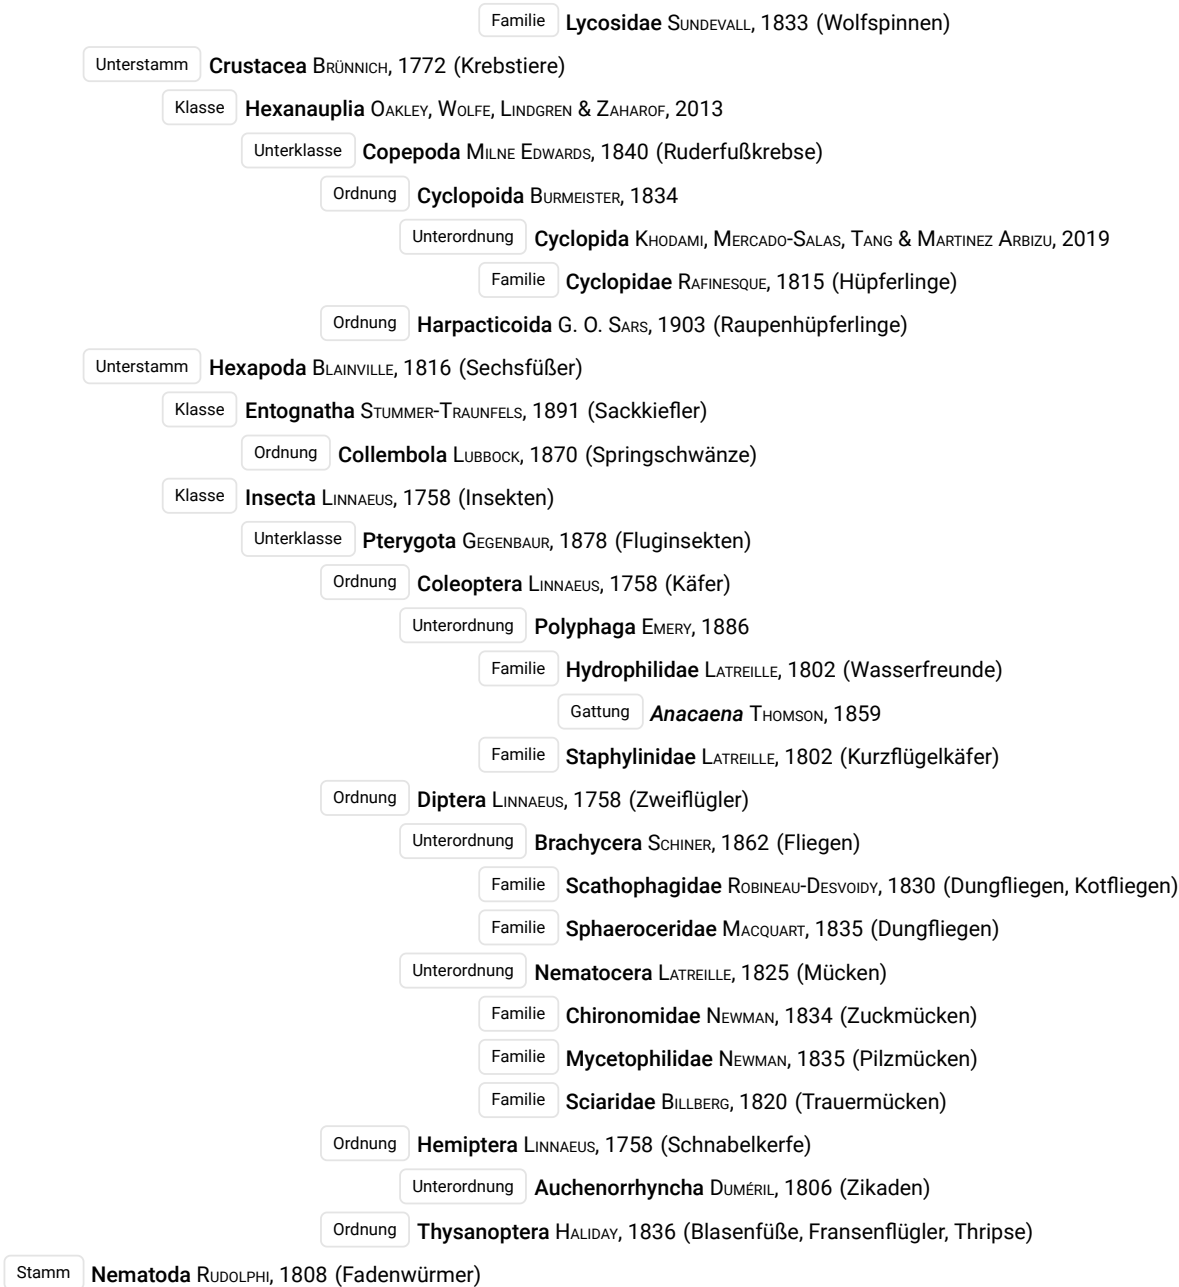 Familie Lycosidae Sundevall, 1833 (Wolfspinnen)
Unterstamm Crustacea Brünnich, 1772 (Krebstiere)
Klasse Hexanauplia Oakley, Wolfe, Lindgren & Zaharof, 2013
Unterklasse Copepoda Milne Edwards, 1840 (Ruderfußkrebse)
Ordnung Cyclopoida Burmeister, 1834
Unterordnung Cyclopida Khodami, Mercado-Salas, Tang & Martinez Arbizu, 2019
Familie Cyclopidae Rafinesque, 1815 (Hüpferlinge)
Ordnung Harpacticoida G. O. Sars, 1903 (Raupenhüpferlinge)
Unterstamm Hexapoda Blainville, 1816 (Sechsfüßer)
Klasse Entognatha Stummer-Traunfels, 1891 (Sackkiefler)
Ordnung Collembola Lubbock, 1870 (Springschwänze)
Klasse Insecta Linnaeus, 1758 (Insekten)
Unterklasse Pterygota Gegenbaur, 1878 (Fluginsekten)
Ordnung Coleoptera Linnaeus, 1758 (Käfer)
Unterordnung Polyphaga Emery, 1886
Familie Hydrophilidae Latreille, 1802 (Wasserfreunde)
Gattung Anacaena Thomson, 1859
Familie Staphylinidae Latreille, 1802 (Kurzflügelkäfer)
Ordnung Diptera Linnaeus, 1758 (Zweiflügler)
Unterordnung Brachycera Schiner, 1862 (Fliegen)
Familie Scathophagidae Robineau-Desvoidy, 1830 (Dungfliegen, Kotfliegen)
Familie Sphaeroceridae Macquart, 1835 (Dungfliegen)
Unterordnung Nematocera Latreille, 1825 (Mücken)
Familie Chironomidae Newman, 1834 (Zuckmücken)
Familie Mycetophilidae Newman, 1835 (Pilzmücken)
Familie Sciaridae Billberg, 1820 (Trauermücken)
Ordnung Hemiptera Linnaeus, 1758 (Schnabelkerfe)
Unterordnung Auchenorrhyncha Duméril, 1806 (Zikaden)
Ordnung Thysanoptera Haliday, 1836 (Blasenfüße, Fransenflügler, Thripse)
Stamm Nematoda Rudolphi, 1808 (Fadenwürmer)